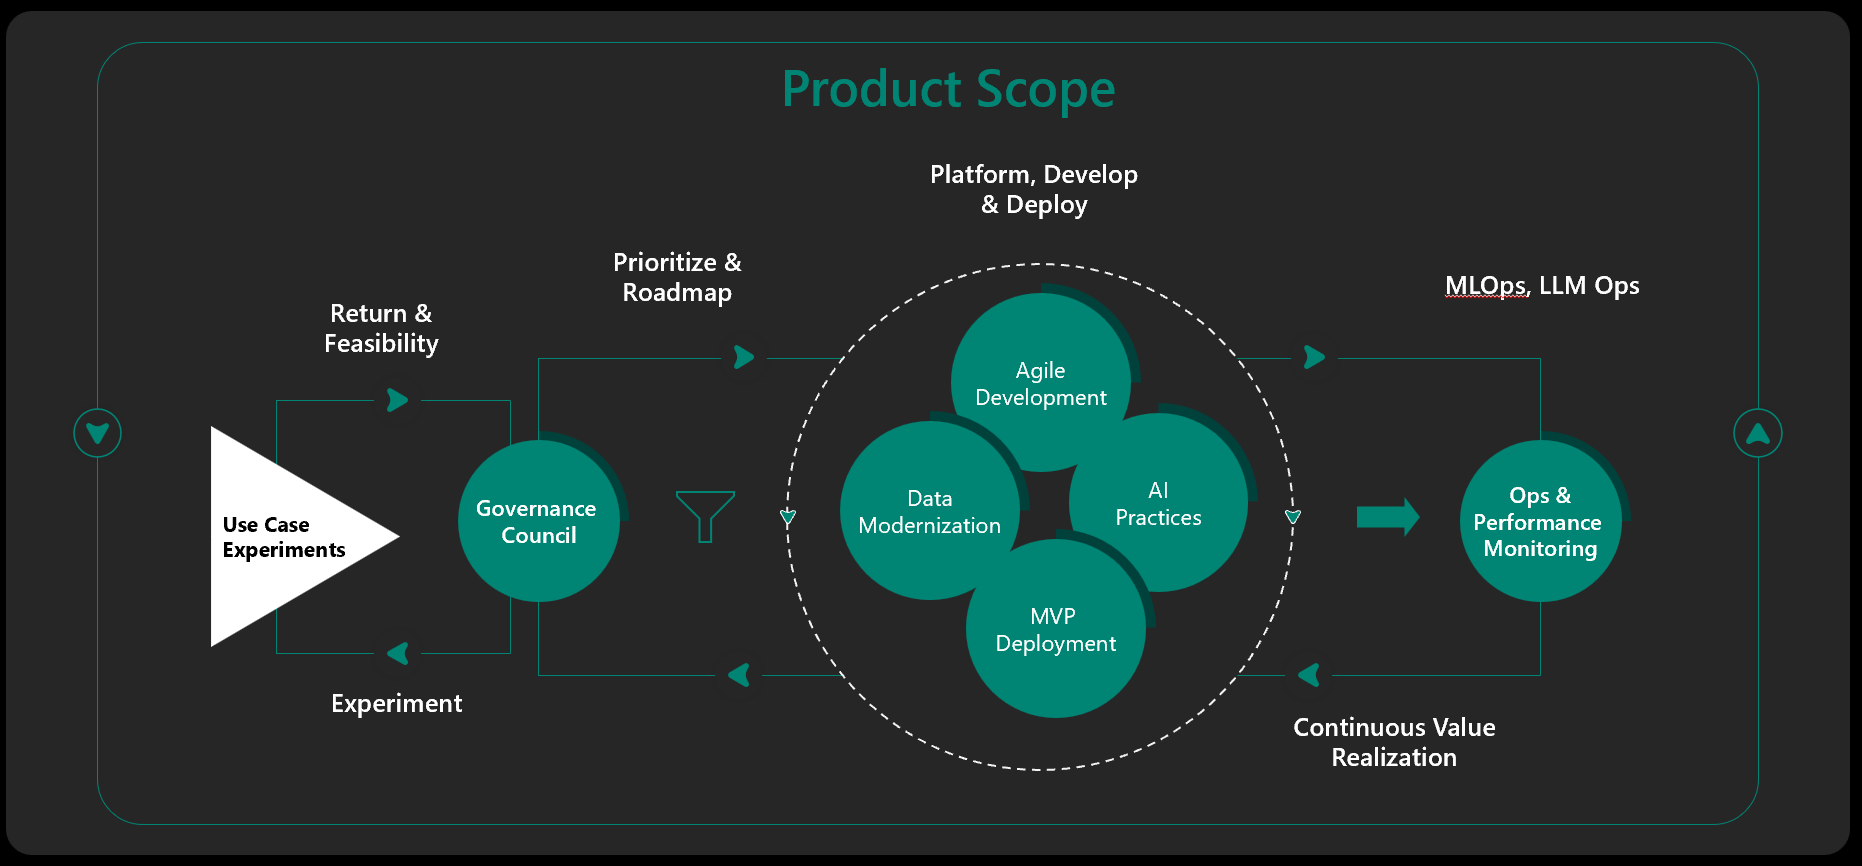 Product Scope
Platform, Develop
& Deploy
Prioritize &
Roadmap
MLOps, LLM Ops
Return &
Feasibility
Agile
Development
Use Case
Experiments
Governance
Council
Data
Modernization
AI
Practices
Ops &
Performance
Monitoring
MVP
Deployment
Experiment
Continuous Value
Realization